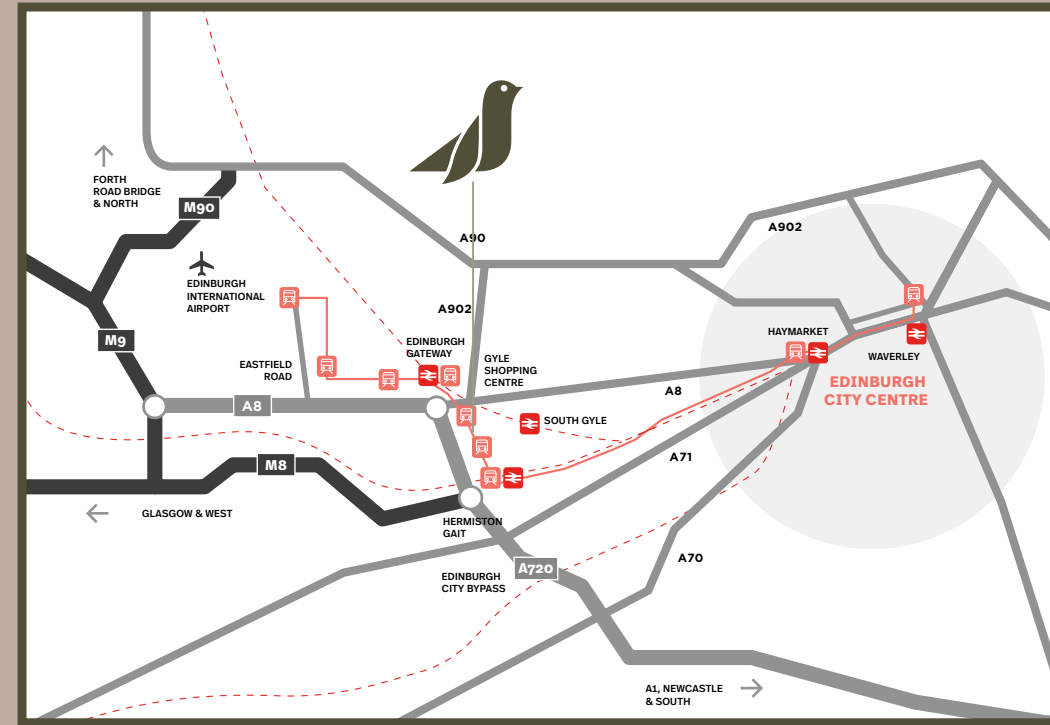 FORTH
ROAD BRIDGE
& NORTH
M90
A90
A902
EDINBURGH
INTERNATIONAL
AIRPORT
A902
M9
EASTFIELD
ROAD
EDINBURGH
GATEWAY
GYLE
SHOPPING
CENTRE
HAYMARKET
WAVERLEY
EDINBURGH
CITY CENTRE
A8
A8
SOUTH GYLE
A71
M8
GLASGOW & WEST
HERMISTON
GAIT
A70
A720
EDINBURGH
CITY BYPASS
A1, NEWCASTLE
& SOUTH